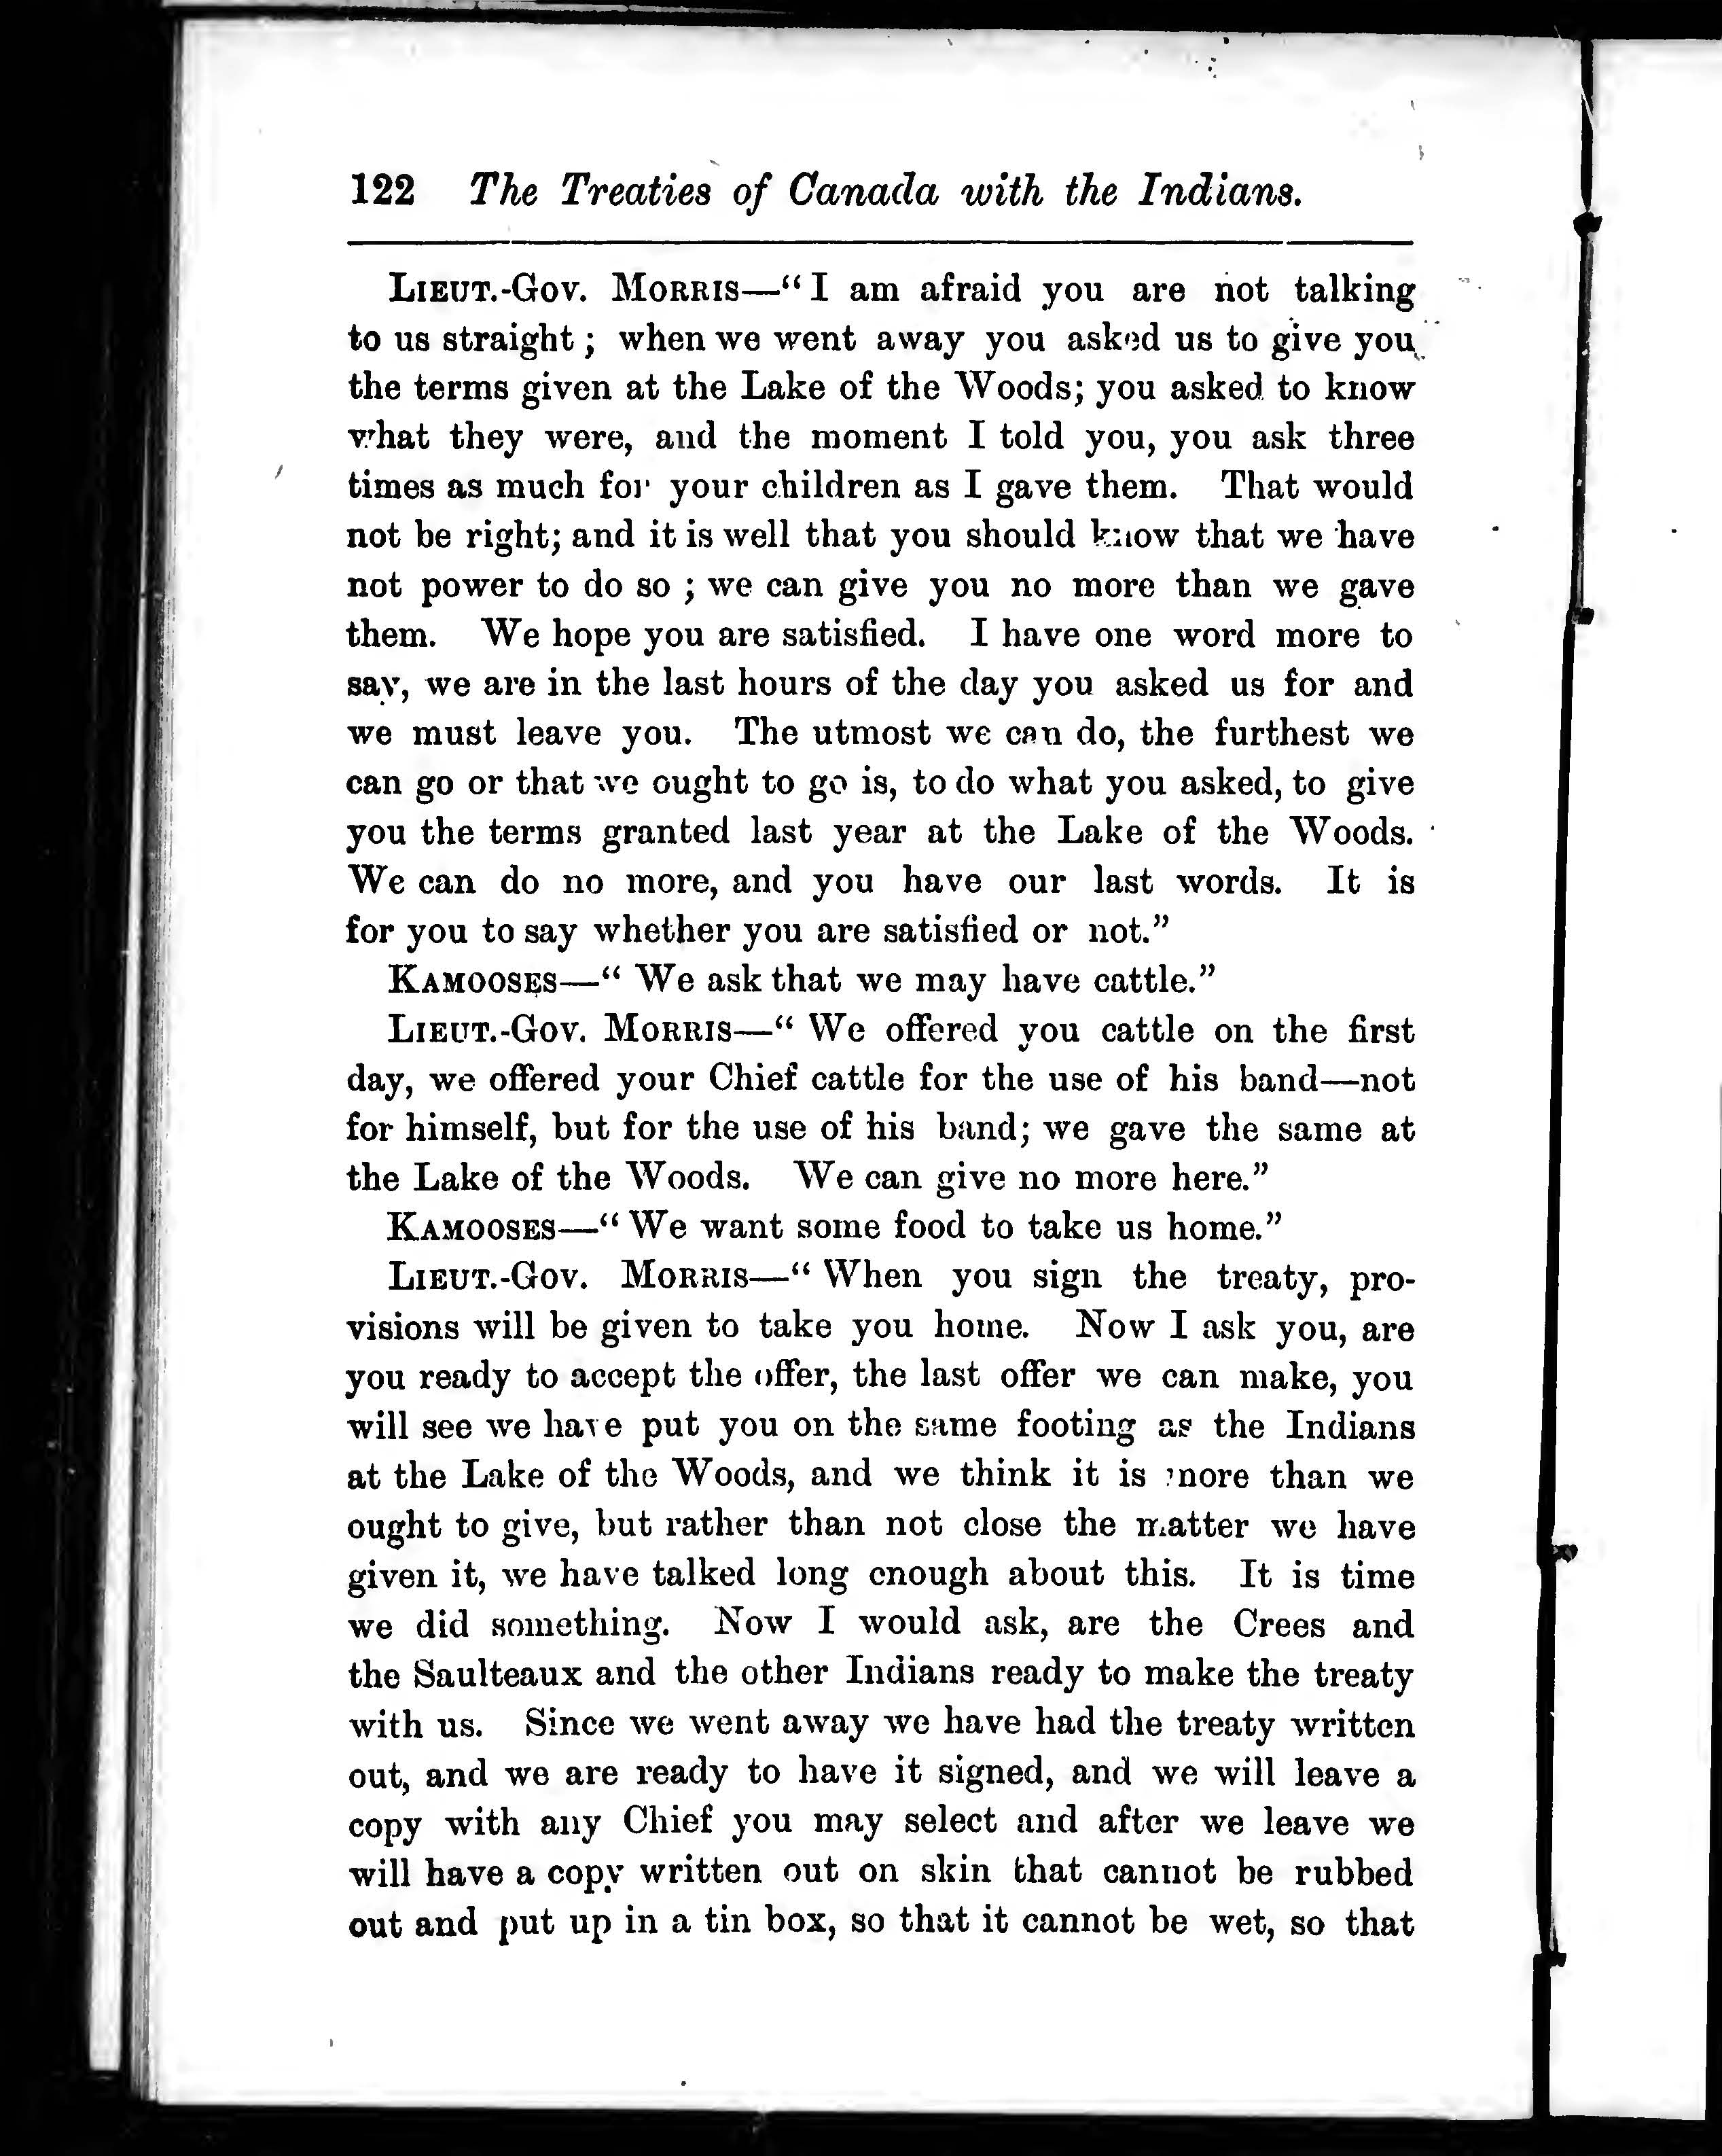 122 The Treaties of Canada with the Indians.
LIEUT.-GOV. MORRIS—“ I am afraid you are not talking
to us straight ; when we went away you asked us to give you
the terms given at the Lake of the Woods; you asked to know
what they were, and the moment I told you, you ask three
times as much for your children as I gave them. That would
not be right; and it is well that you should know that we have
not power to do so ; we can give you no more than we gave
them. We hope you are satisfied. I have one word more to
say, we are in the last hours of the day you asked us for and
we must leave you. The utmost we can do, the furthest we
can go or that we ought to go is, to do what you asked, to give
you the terms granted last year at the Lake of the Woods.
We can do no more, and you have our last words. It is
for you to say whether you are satisfied or not.”
KAMOOSES—“ We ask that we may have cattle.”
LIEUT.-GOV. MORRIS—“ We offered you cattle on the first
day, we offered your Chief cattle for the use of his band—not
for himself, but for the use of his band; we gave the same at
the Lake of the Woods. We can give no more here.”
KAMOOSES—“ We want some food to take us home.”
LIEUT.-GOV. MORRIS—“ When you sign the treaty, pro-
visions will be given to take you home. Now I ask you, are
you ready to accept the offer, the last offer we can make, you
will see we have put you on the same footing as the Indians
at the Lake of the Woods, and we think it is more than we
ought to give, but rather than not close the matter we have
given it, we have talked long enough about this. It is time
we did something. Now I would ask, are the Crees and
the Saulteaux and the other Indians ready to make the treaty
with us. Since we went away we have had the treaty written
out, and we are ready to have it signed, and we will leave a
copy with any Chief you may select and after we leave we
will have a copy written out on skin that cannot be rubbed
out and put up in a tin box, so that it cannot be wet, so that